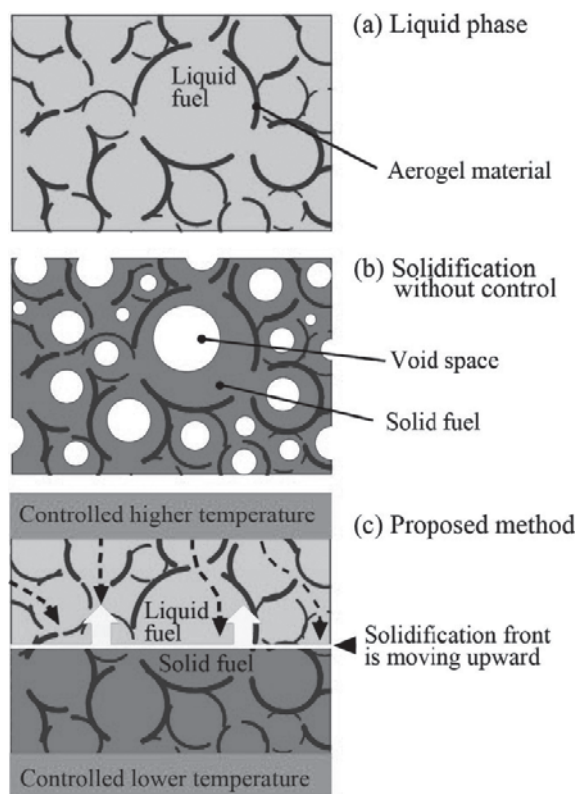 (a) Liquid phase
Liquid
fuel
Aerogel material
(b) Solidification
without control
Void space
Solid fuel
Controlled higher temperature
(c) Proposed method
Liquid
fuel
Solidification front
is moving upward
Solid fuel
Controlled lower temperature